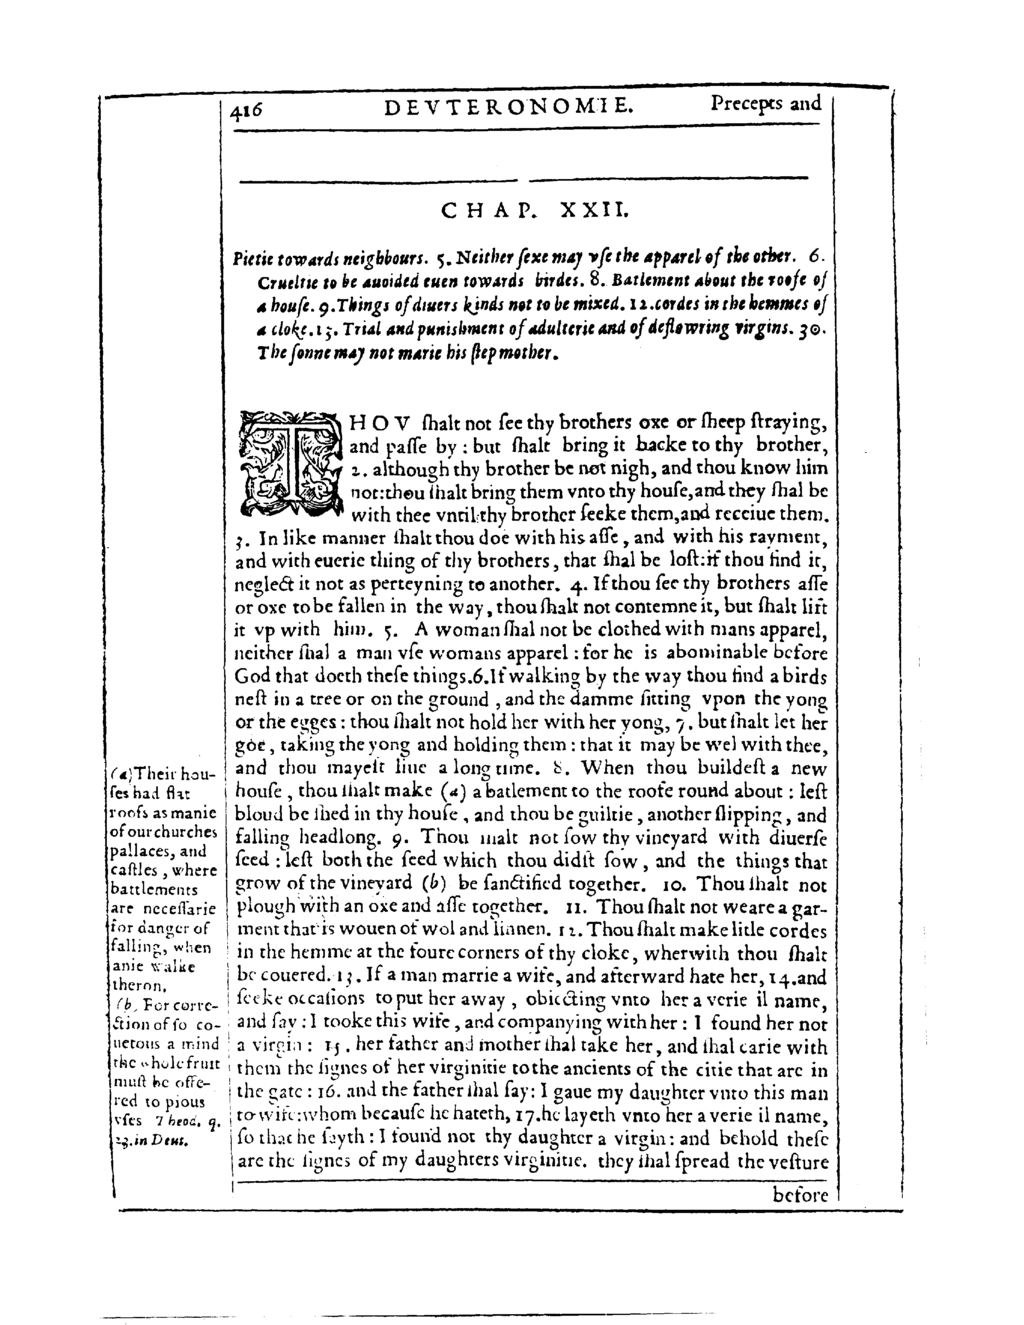 416 DEVTERONOMIE. Precepts and
CHAP. XXII.
Pietie towards neighbours. 5. Neither ſexe may vſe the apparel of the other. 6.
Crueltie to be auoided euen towards birdes. 8. Batlement about the roofe of
a houſe. 9. Things of diuers kinds not to be mixed. 12. cordes in the hemmes of
a cloke. 13. Trial and punishment of adulterie and of deflowring virgins. 30.
The ſonne may not marie his ſtepmother.
THOV ſhalt not ſee thy brothers oxe or ſheep ſtraying,
and paſſe by : but ſhalt bring it backe to thy brother,
2. although thy brother be not nigh, and thou know him
not: thou ſhalt bring them vnto thy houſe, and they ſhal be
with thee vntil thy brother ſeeke them, and receiue them.
3. In like manner ſhalt thou doe with his aſſe, and with his rayment,
and with euerie thing of thy brothers, that ſhal be loſt: if thou find it,
neglect it not as perteyning to another. 4. If thou ſee thy brothers aſſe
or oxe to be fallen in the way, thou ſhalt not contemne it, but ſhalt lift
it vp with him. 5. A woman ſhal not be clothed with mans apparel,
neither ſhal a man vſe womans apparel : for he is abominable before
God that doeth theſe things. 6. If walking by the way thou find a birds
neſt in a tree or on the ground, and the damme ſitting vpon the yong
or the egges : thou ſhalt not hold her with her yong, 7. but ſhalt let her
goe, taking the yong and holding them : that it may be wel with thee,
and thou mayeſt liue a long time. 8. When thou buildeſt a new
houſe, thou ſhalt make (a) a batlement to the roofe round about : leſt
bloud be ſhed in thy houſe, and thou be guiltie, another ſlipping, and
falling headlong. 9. Thou ſhalt not ſow thy vineyard with diuerſe
ſeed : leſt both the ſeed which thou didſt ſow, and the things that
grow of the vineyard (b) be ſanctified together. 10. Thou ſhalt not
plough with an oxe and aſſe together. 11. Thou ſhalt not weare a gar-
ment that is wouen of wol and linnen. 12. Thou ſhalt make litle cordes
in the hemme at the foure corners of thy cloke, wherwith thou ſhalt
be couered. 13. If a man marrie a wife, and afterward hate her, 14. and
ſeeke occaſions to put her away, obiecting vnto her a verie il name,
and ſay : I tooke this wife, and companying with her : I found her not
a virgin : 15. her father and mother ſhal take her, and ſhal carie with
them the ſignes of her virginitie to the ancients of the citie that are in
the gate : 16. and the father ſhal ſay : I gaue my daughter vnto this man
to wife: whom becauſe he hateth, 17. he layeth vnto her a verie il name,
ſo that he ſayth : I found not thy daughter a virgin : and behold theſe
are the ſignes of my daughters virginitie. they ſhal ſpread the veſture
before
(a) Their hou-
ſes had flat
roofs as manie
of our churches
pallaces, and
caſtles, where
battlements
are neceſſarie
for danger of
falling, when
anie walke
theron,
(b) For corre-
ction of ſo co-
uetous a mind
the whole fruit
muſt be offe-
red to pious
vſes Theod. q.
23. in Deut.